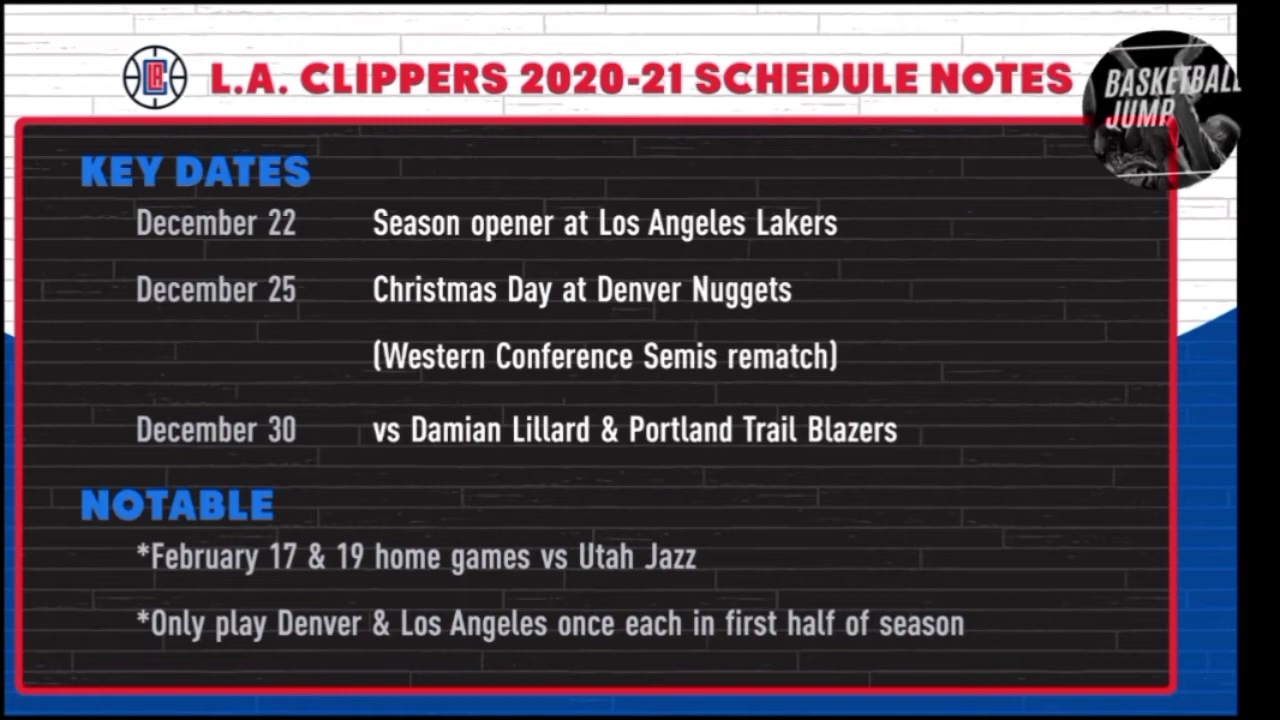 L.A. CLIPPERS 2020-21 SCHEDULE NOTES
BASKETBALL
JUMP
KEY DATES
December 22 Season opener at Los Angeles Lakers
December 25 Christmas Day at Denver Nuggets
(Western Conference Semis rematch)
December 30 vs Damian Lillard & Portland Trail Blazers
NOTABLE
*February 17 & 19 home games vs Utah Jazz
*Only play Denver & Los Angeles once each in first half of season